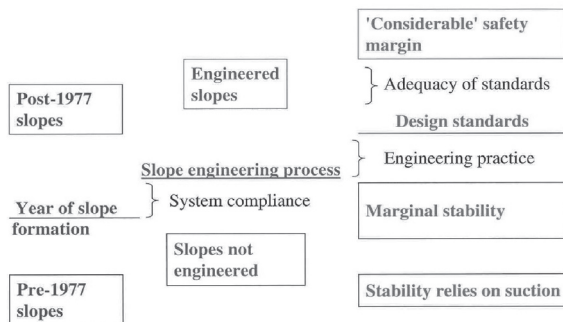 'Considerable' safety
margin
Engineered
slopes
Adequacy of standards
Post-1977
slopes
Design standards
Slope engineering process
Engineering practice
System compliance
Year of slope
formation
Marginal stability
Slopes not
engineered
Pre-1977
slopes
Stability relies on suction